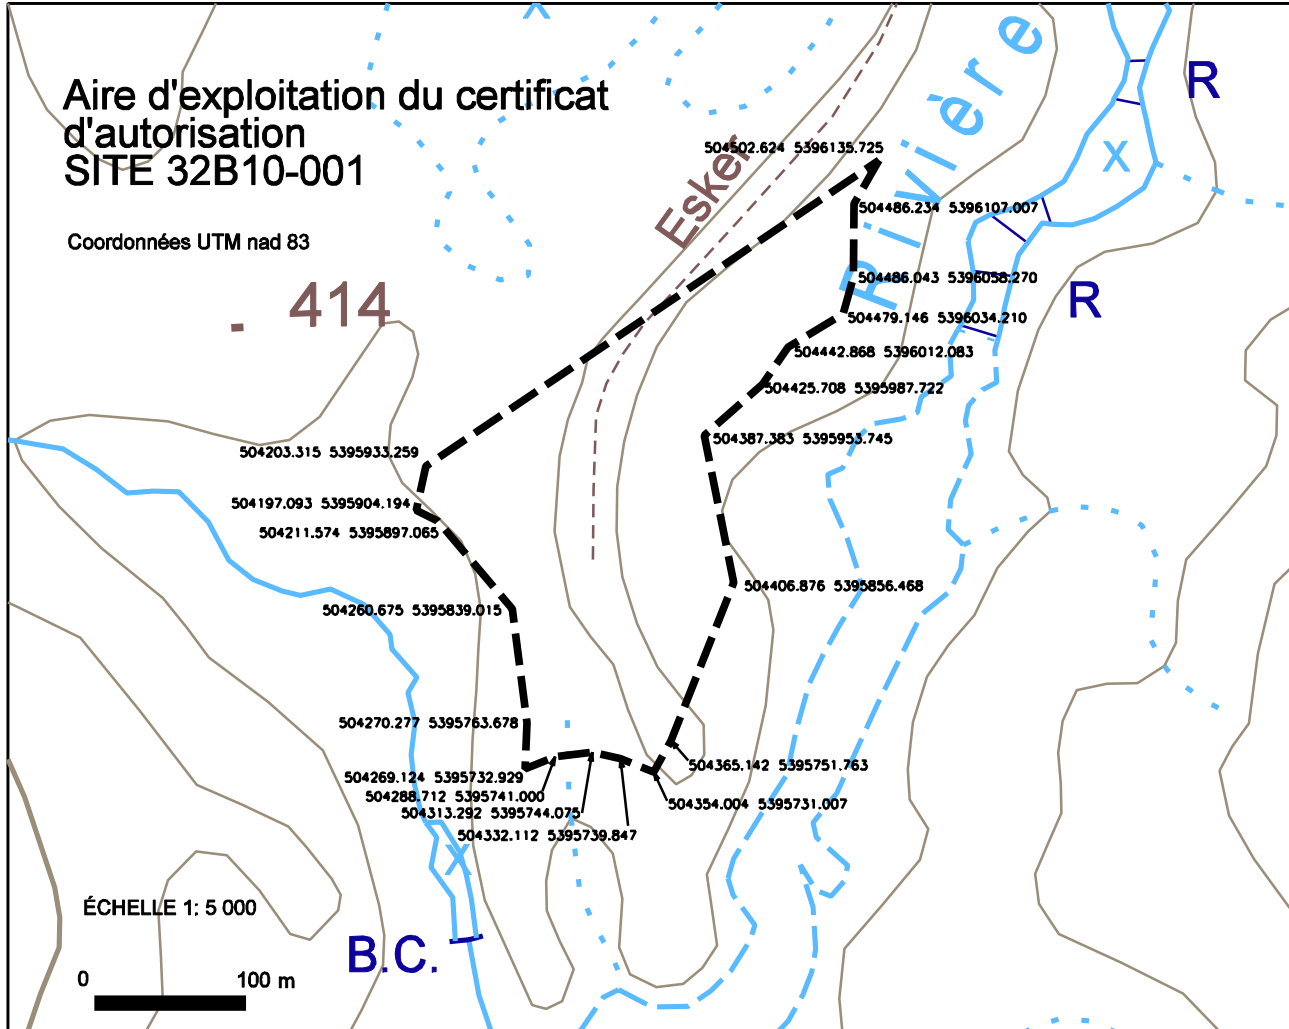 Aire d'exploitation du certificat
d'autorisation
SITE 32B10-001
Coordonnées UTM nad 83
- 414
Esker
Rivière
R
X
R
504502.624 5396135.725
504486.234 5396107.007
504486.043 5396058.270
504479.146 5396034.210
504442.868 5396012.083
504425.708 5395987.722
504387.383 5395953.745
504203.315 5395933.259
504197.093 5395904.194
504211.574 5395897.065
504406.876 5395856.468
504260.675 5395839.015
504270.277 5395763.678
504365.142 5395751.763
504269.124 5395732.929
504288.712 5395741.000
504354.004 5395731.007
504313.292 5395744.075
504332.112 5395739.847
X
B.C.
ÉCHELLE 1: 5 000
0 100 m